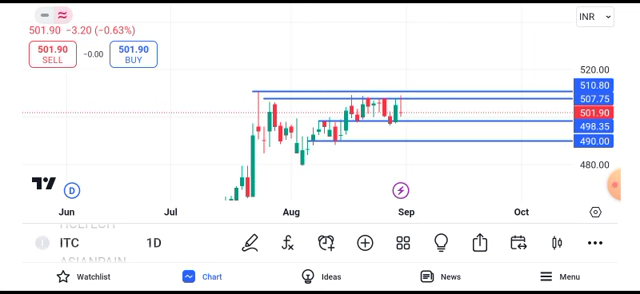 INR
501.90 −3.20 (−0.63%)
501.90
SELL
−0.00
501.90
BUY
520.00
510.80
507.75
501.90
498.35
490.00
480.00
D
Jun
Jul
Aug
Sep
Oct
HCLTECH
ITC
1D
ASIANPAINT
Watchlist
Chart
Ideas
News
Menu